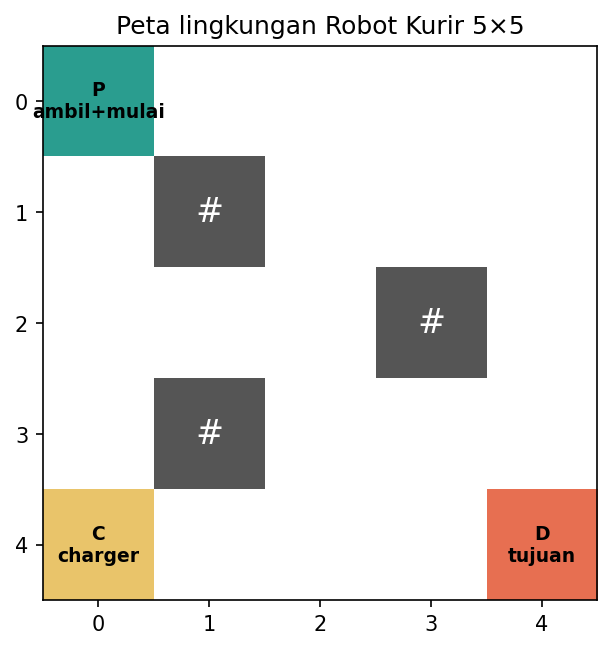 Peta lingkungan Robot Kurir 5×5
0
P
ambil+mulai
1
#
2
#
3
#
4
C
charger
D
tujuan
0 1 2 3 4